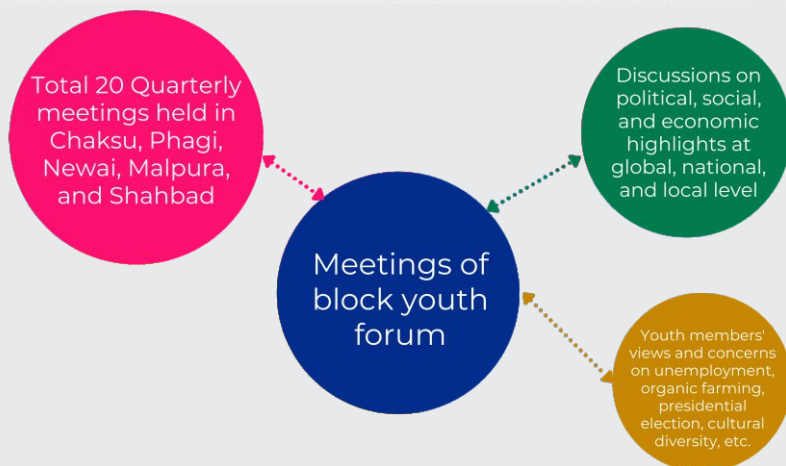 Total 20 Quarterly
meetings held in
Chaksu, Phagi,
Newai, Malpura,
and Shahbad
Discussions on
political, social,
and economic
highlights at
global, national,
and local level
Meetings of
block youth
forum
Youth members'
views and concerns
on unemployment,
organic farming,
presidential
election, cultural
diversity, etc.